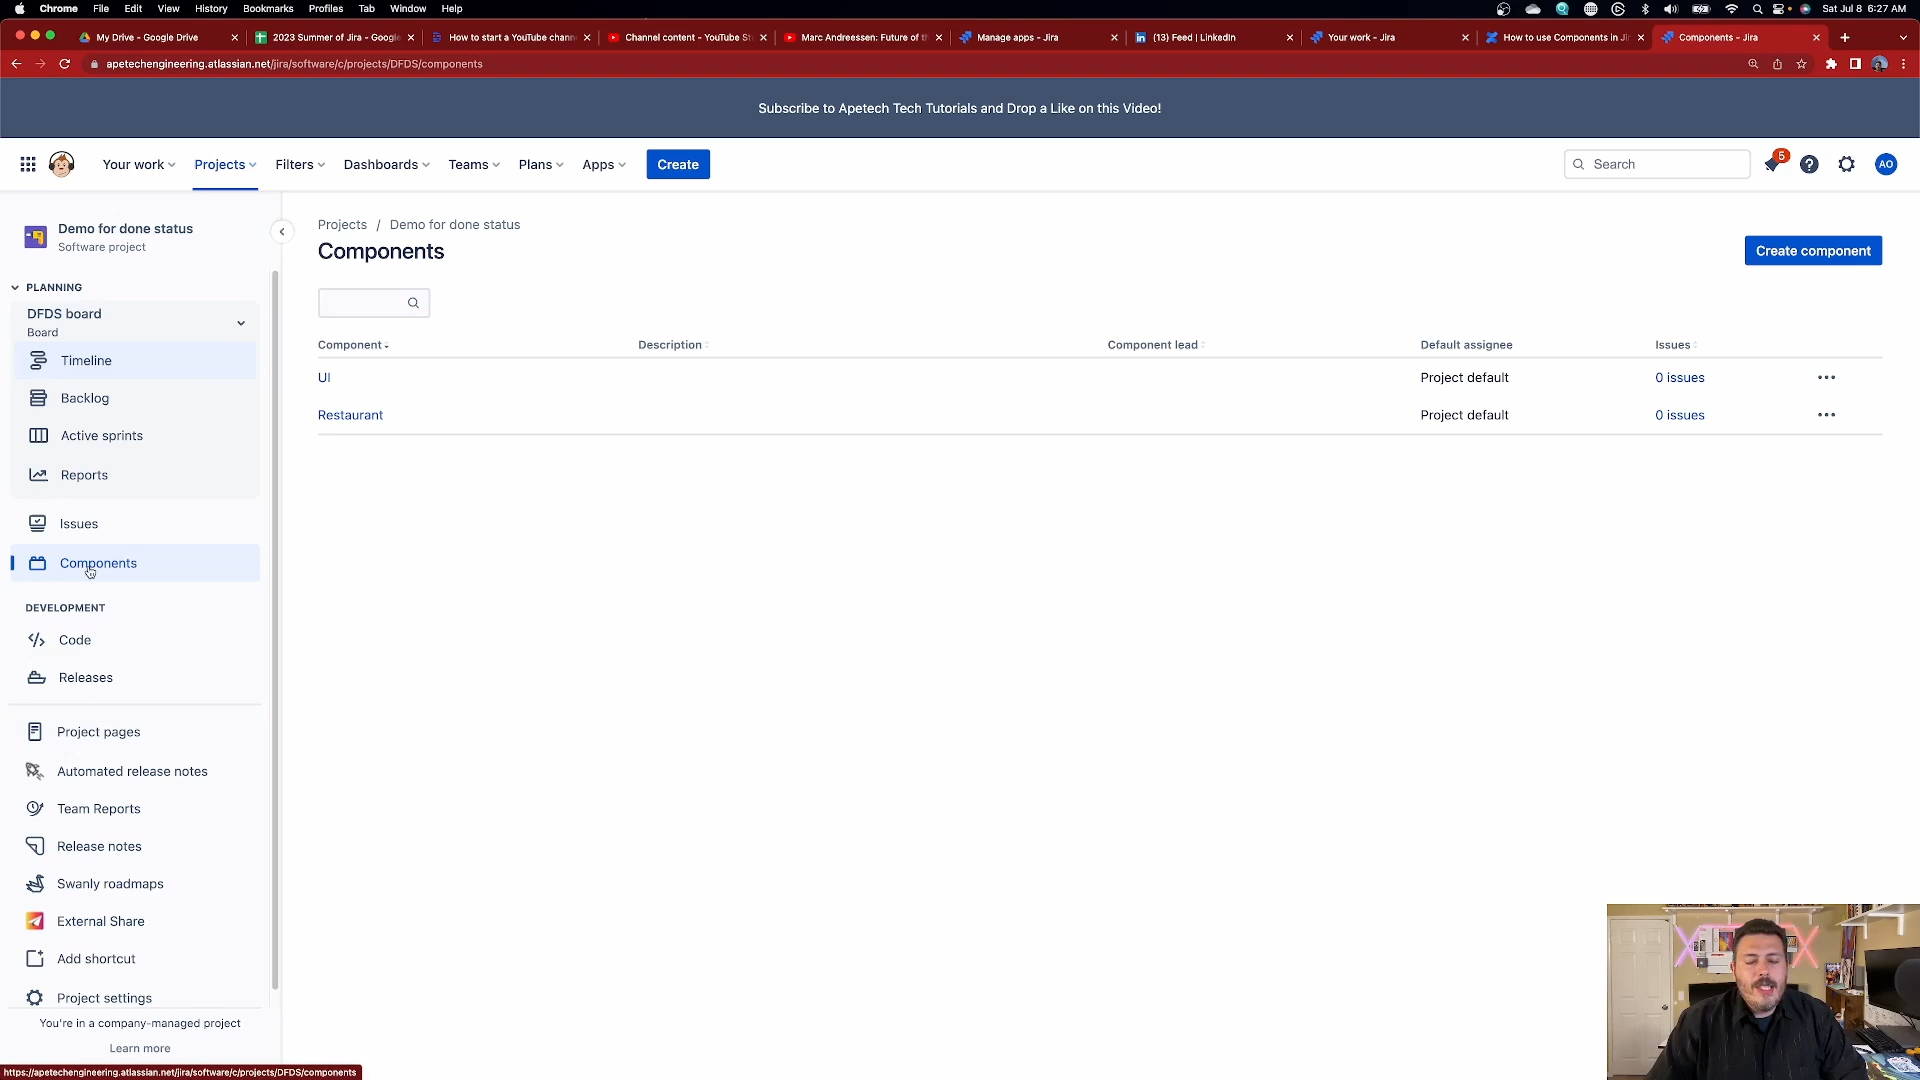 Chrome File Edit View History Bookmarks Profiles Tab Window Help
Sat Jul 8 6:27 AM
My Drive - Google Drive
2023 Summer of Jira - Google
How to start a YouTube chann
Channel content - YouTube St
Marc Andreessen: Future of th
Manage apps - Jira
(13) Feed | LinkedIn
Your work - Jira
How to use Components in Jir
Components - Jira
apetechengineering.atlassian.net/jira/software/c/projects/DFDS/components
Subscribe to Apetech Tech Tutorials and Drop a Like on this Video!
Your work Projects Filters Dashboards Teams Plans Apps Create
Search
5
AO
Demo for done status
Software project
PLANNING
DFDS board
Board
Timeline
Backlog
Active sprints
Reports
Issues
Components
DEVELOPMENT
Code
Releases
Project pages
Automated release notes
Team Reports
Release notes
Swanly roadmaps
External Share
Add shortcut
Project settings
You're in a company-managed project
Learn more
https://apetechengineering.atlassian.net/jira/software/c/projects/DFDS/components
Projects / Demo for done status
Components
Create component
Component Description Component lead Default assignee Issues
UI Project default 0 issues
Restaurant Project default 0 issues